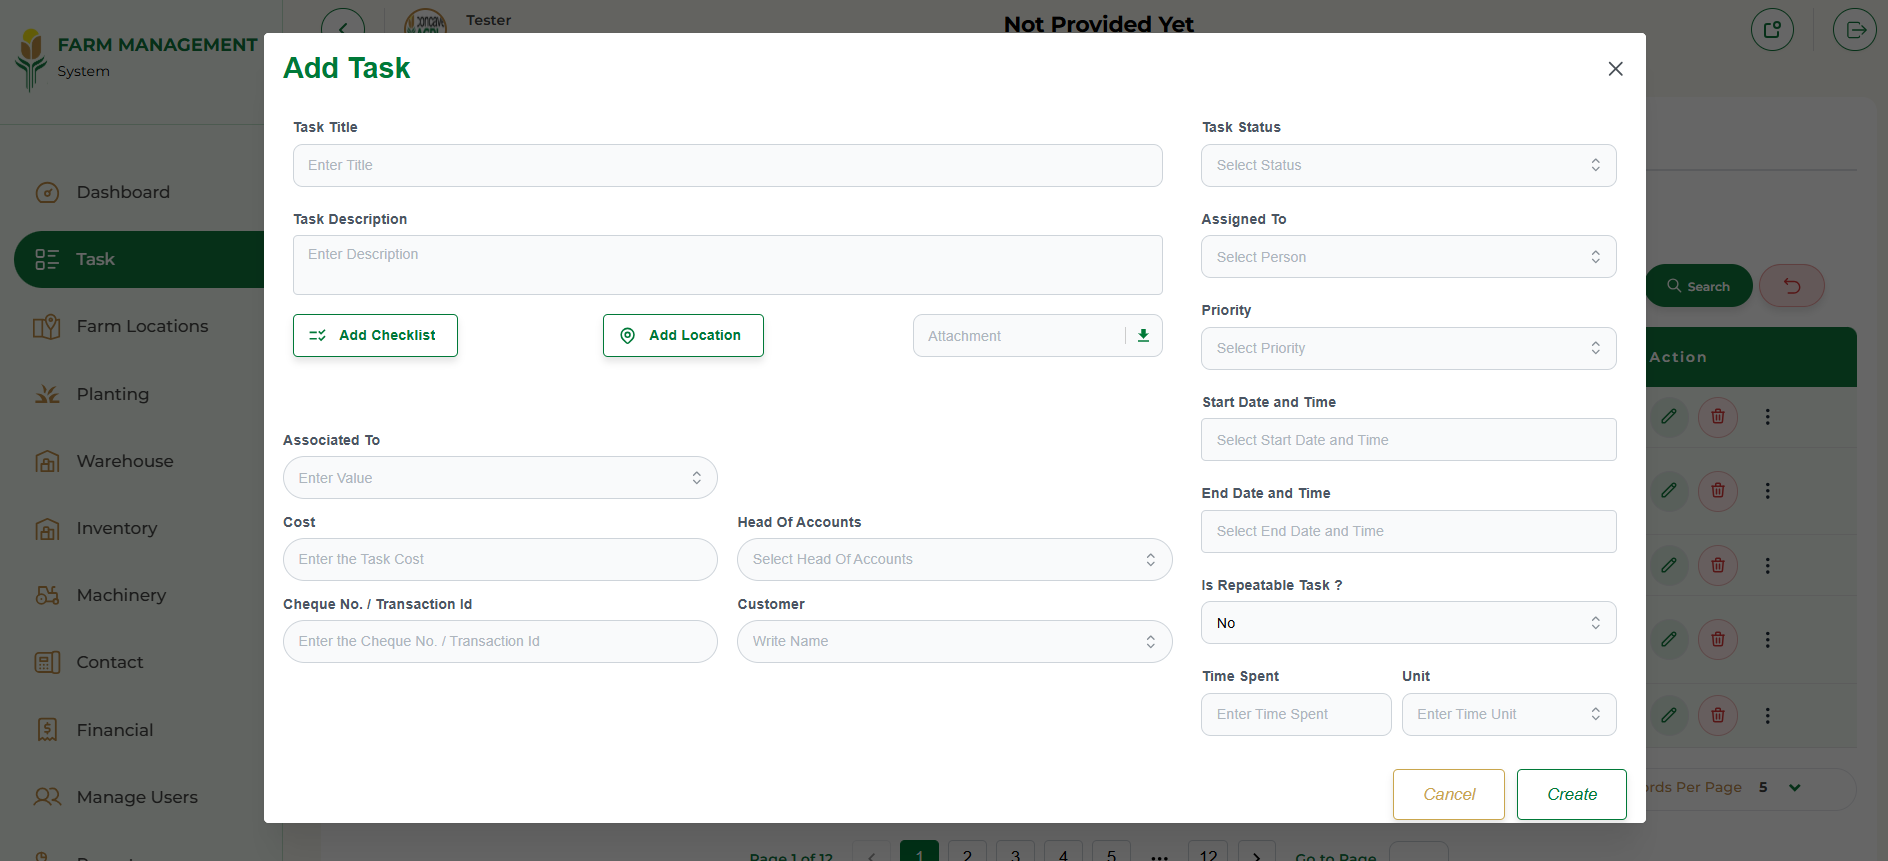 FARM MANAGEMENT
System
Tester
Not Provided Yet
Dashboard
Task
Farm Locations
Planting
Warehouse
Inventory
Machinery
Contact
Financial
Manage Users
Add Task
Task Title
Enter Title
Task Description
Enter Description
Add Checklist
Add Location
Attachment
Associated To
Enter Value
Cost
Enter the Task Cost
Head Of Accounts
Select Head Of Accounts
Cheque No. / Transaction Id
Enter the Cheque No. / Transaction Id
Customer
Write Name
Task Status
Select Status
Assigned To
Select Person
Priority
Select Priority
Start Date and Time
Select Start Date and Time
End Date and Time
Select End Date and Time
Is Repeatable Task ?
No
Time Spent
Enter Time Spent
Unit
Enter Time Unit
Cancel
Create
Search
Action
Per Page 5
Page 1 of 12
1 2 3 4 5 ••• 12
Go to Page